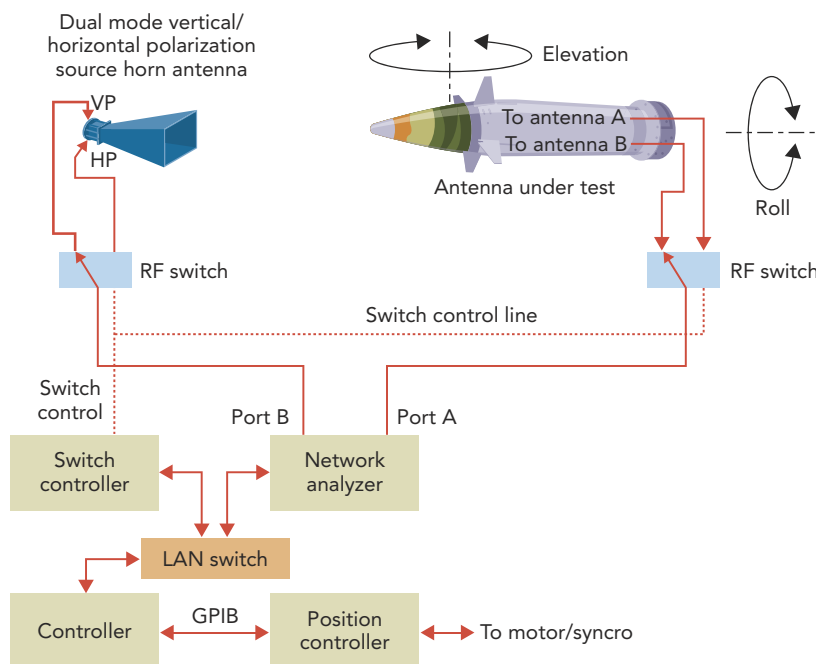 Dual mode vertical/
horizontal polarization
source horn antenna
VP
HP
Elevation
To antenna A
To antenna B
Antenna under test
Roll
RF switch
RF switch
Switch control line
Switch
control
Port B
Port A
Switch
controller
Network
analyzer
LAN switch
Controller
GPIB
Position
controller
To motor/syncro